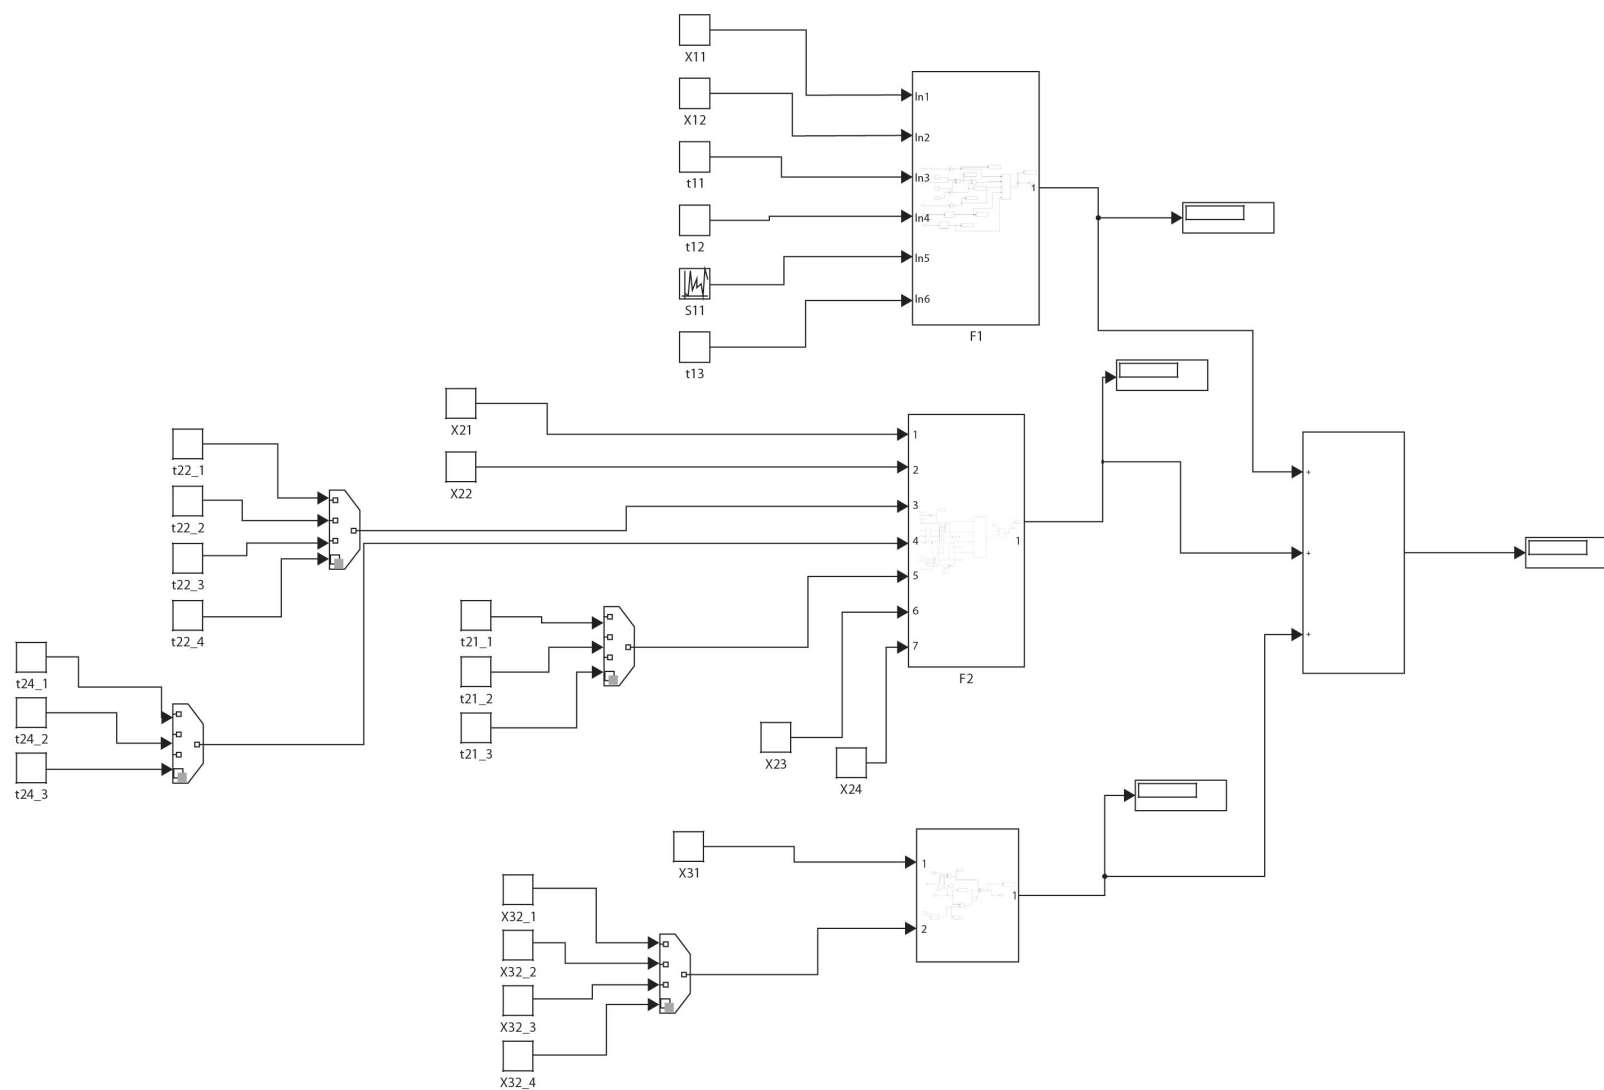 X11
X12
t11
t12
S11
t13
In1
In2
In3
In4
In5
In6
1
F1
X21
X22
t22_1
t22_2
t22_3
t22_4
t24_1
t24_2
t24_3
t21_1
t21_2
t21_3
X23
X24
1
2
3
4
5
6
7
1
F2
+
+
+
X31
X32_1
X32_2
X32_3
X32_4
1
2
1